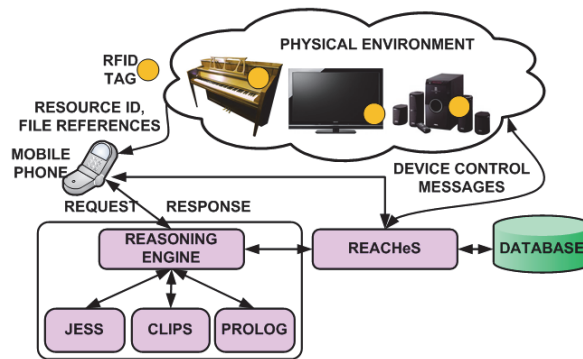 PHYSICAL ENVIRONMENT
RFID
TAG
RESOURCE ID,
FILE REFERENCES
MOBILE
PHONE
DEVICE CONTROL
MESSAGES
REQUEST
RESPONSE
REASONING
ENGINE
REACHeS
DATABASE
JESS
CLIPS
PROLOG